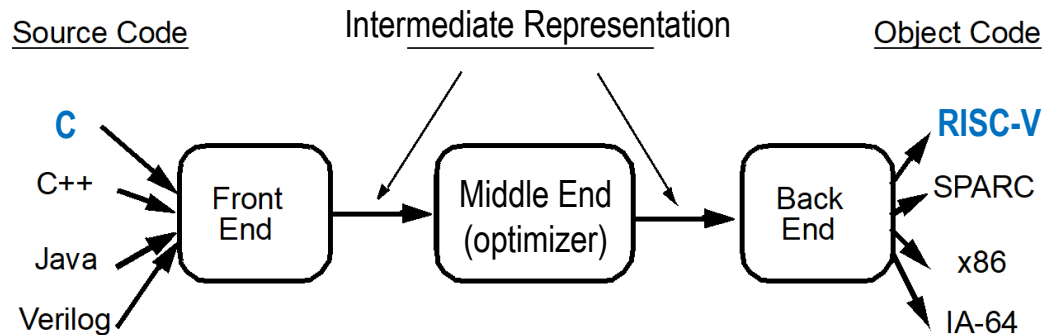 Source Code
Intermediate Representation
Object Code
C
C++
Java
Verilog
Front
End
Middle End
(optimizer)
Back
End
RISC-V
SPARC
x86
IA-64